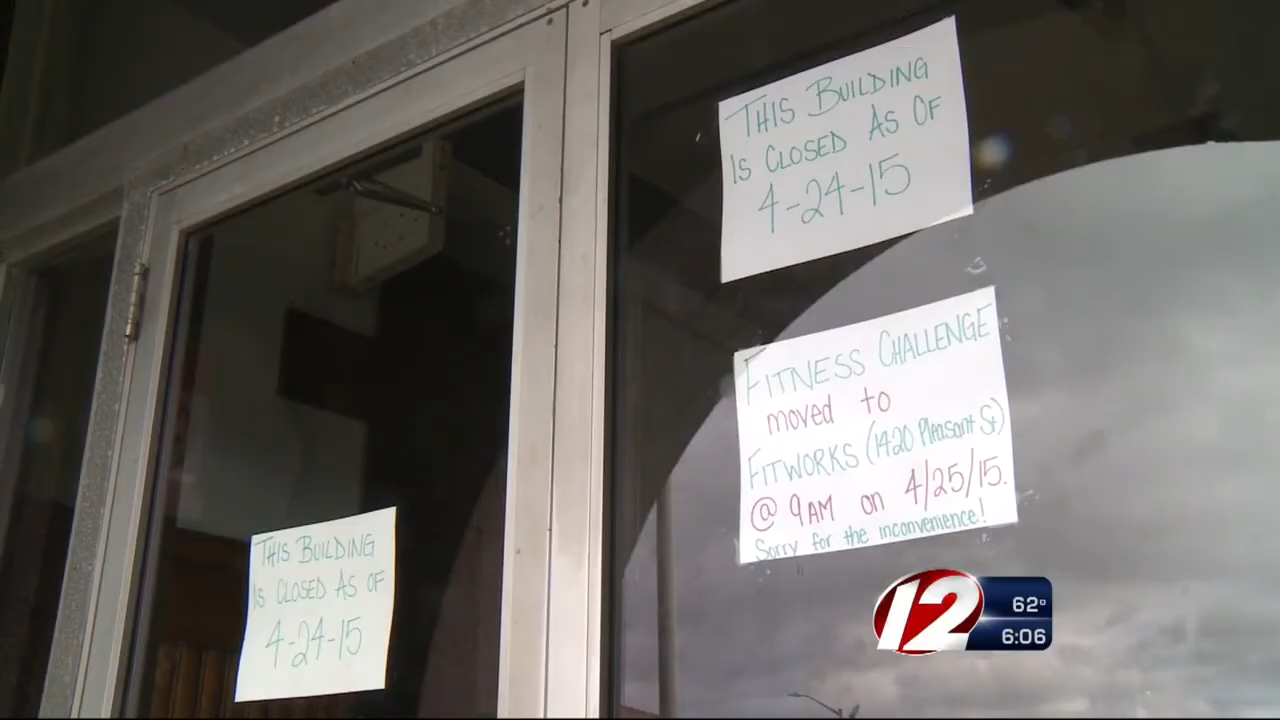 THIS BUILDING
IS CLOSED AS OF
4-24-15
FITNESS CHALLENGE
moved to
FITWORKS (1420 Pleasant St)
@ 9AM on 4/25/15.
Sorry for the inconvenience!
THIS BUILDING
IS CLOSED AS OF
4-24-15
12
62°
6:06